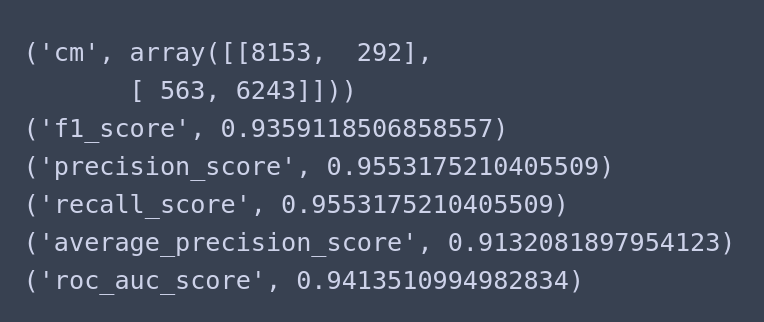 ('cm', array([[8153,  292],
       [ 563, 6243]]))
('f1_score', 0.9359118506858557)
('precision_score', 0.9553175210405509)
('recall_score', 0.9553175210405509)
('average_precision_score', 0.9132081897954123)
('roc_auc_score', 0.9413510994982834)